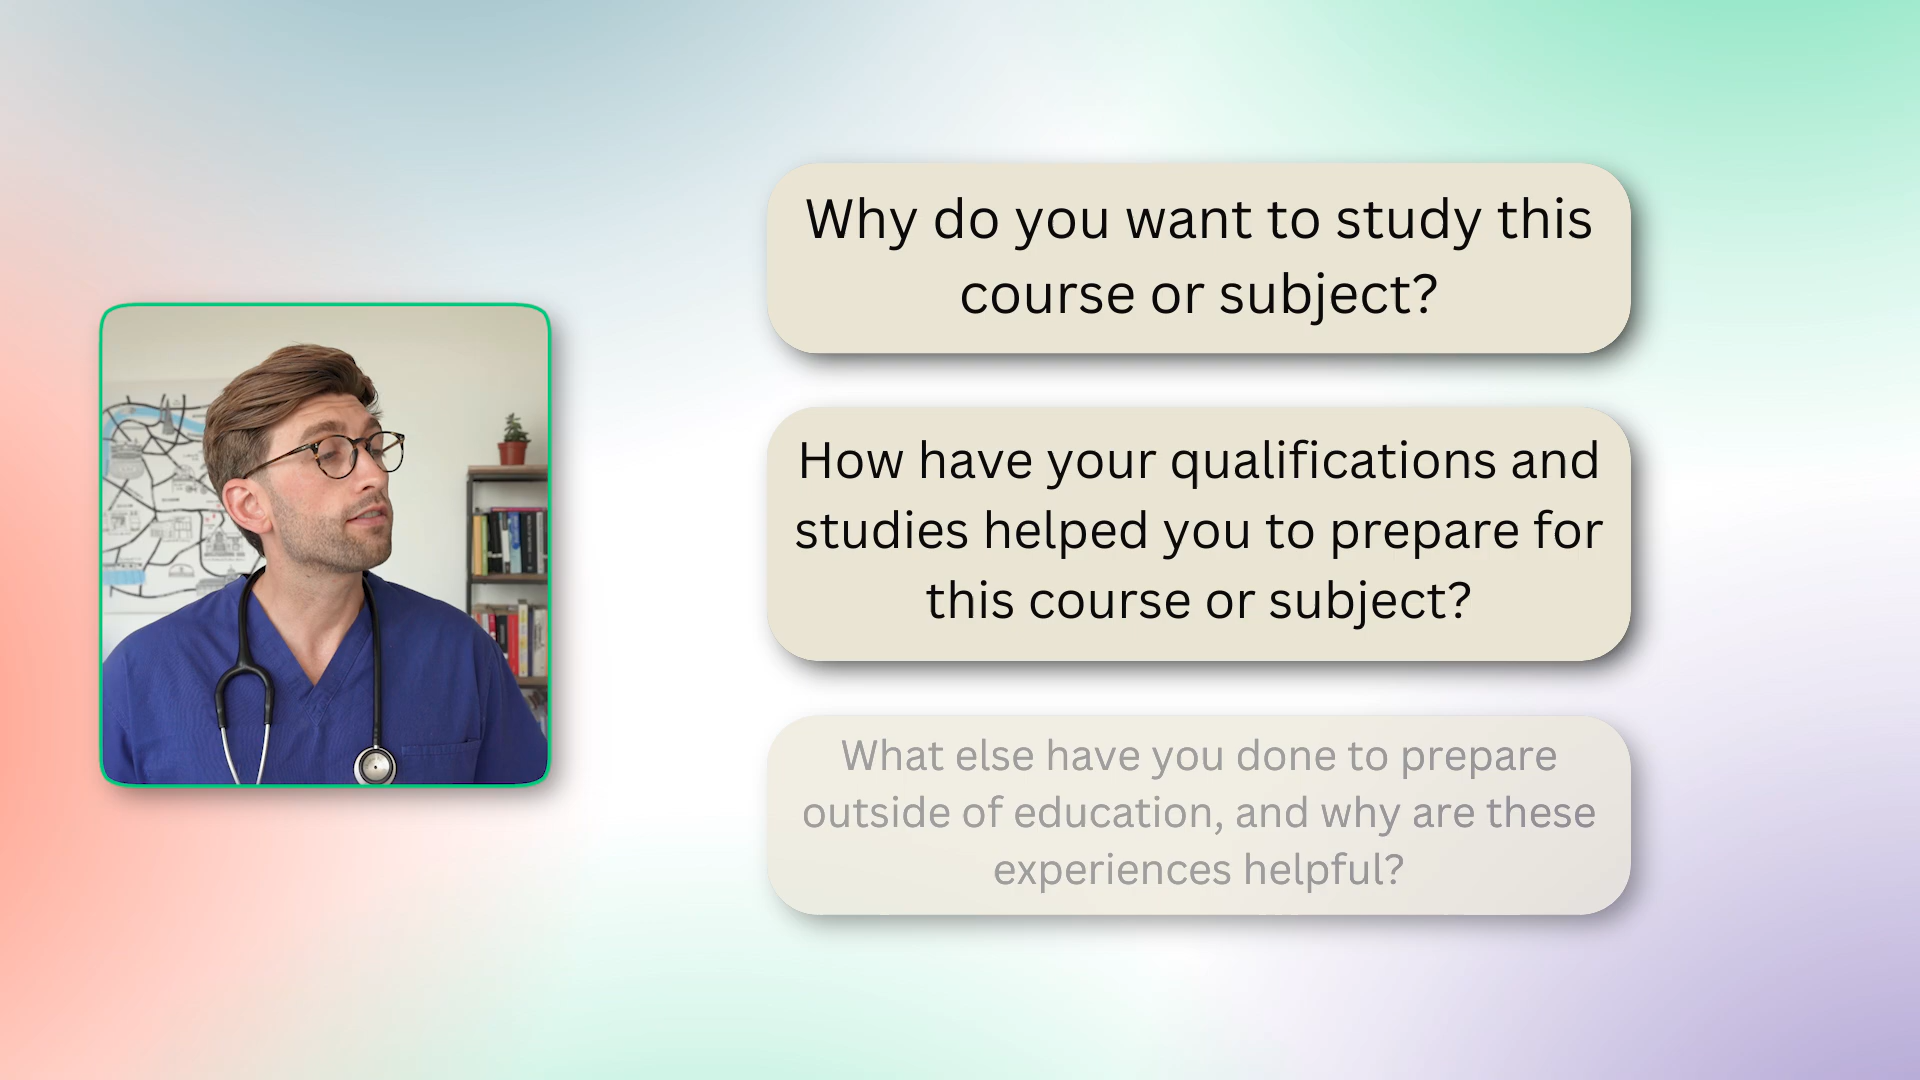 Why do you want to study this
course or subject?
How have your qualifications and
studies helped you to prepare for
this course or subject?
What else have you done to prepare
outside of education, and why are these
experiences helpful?